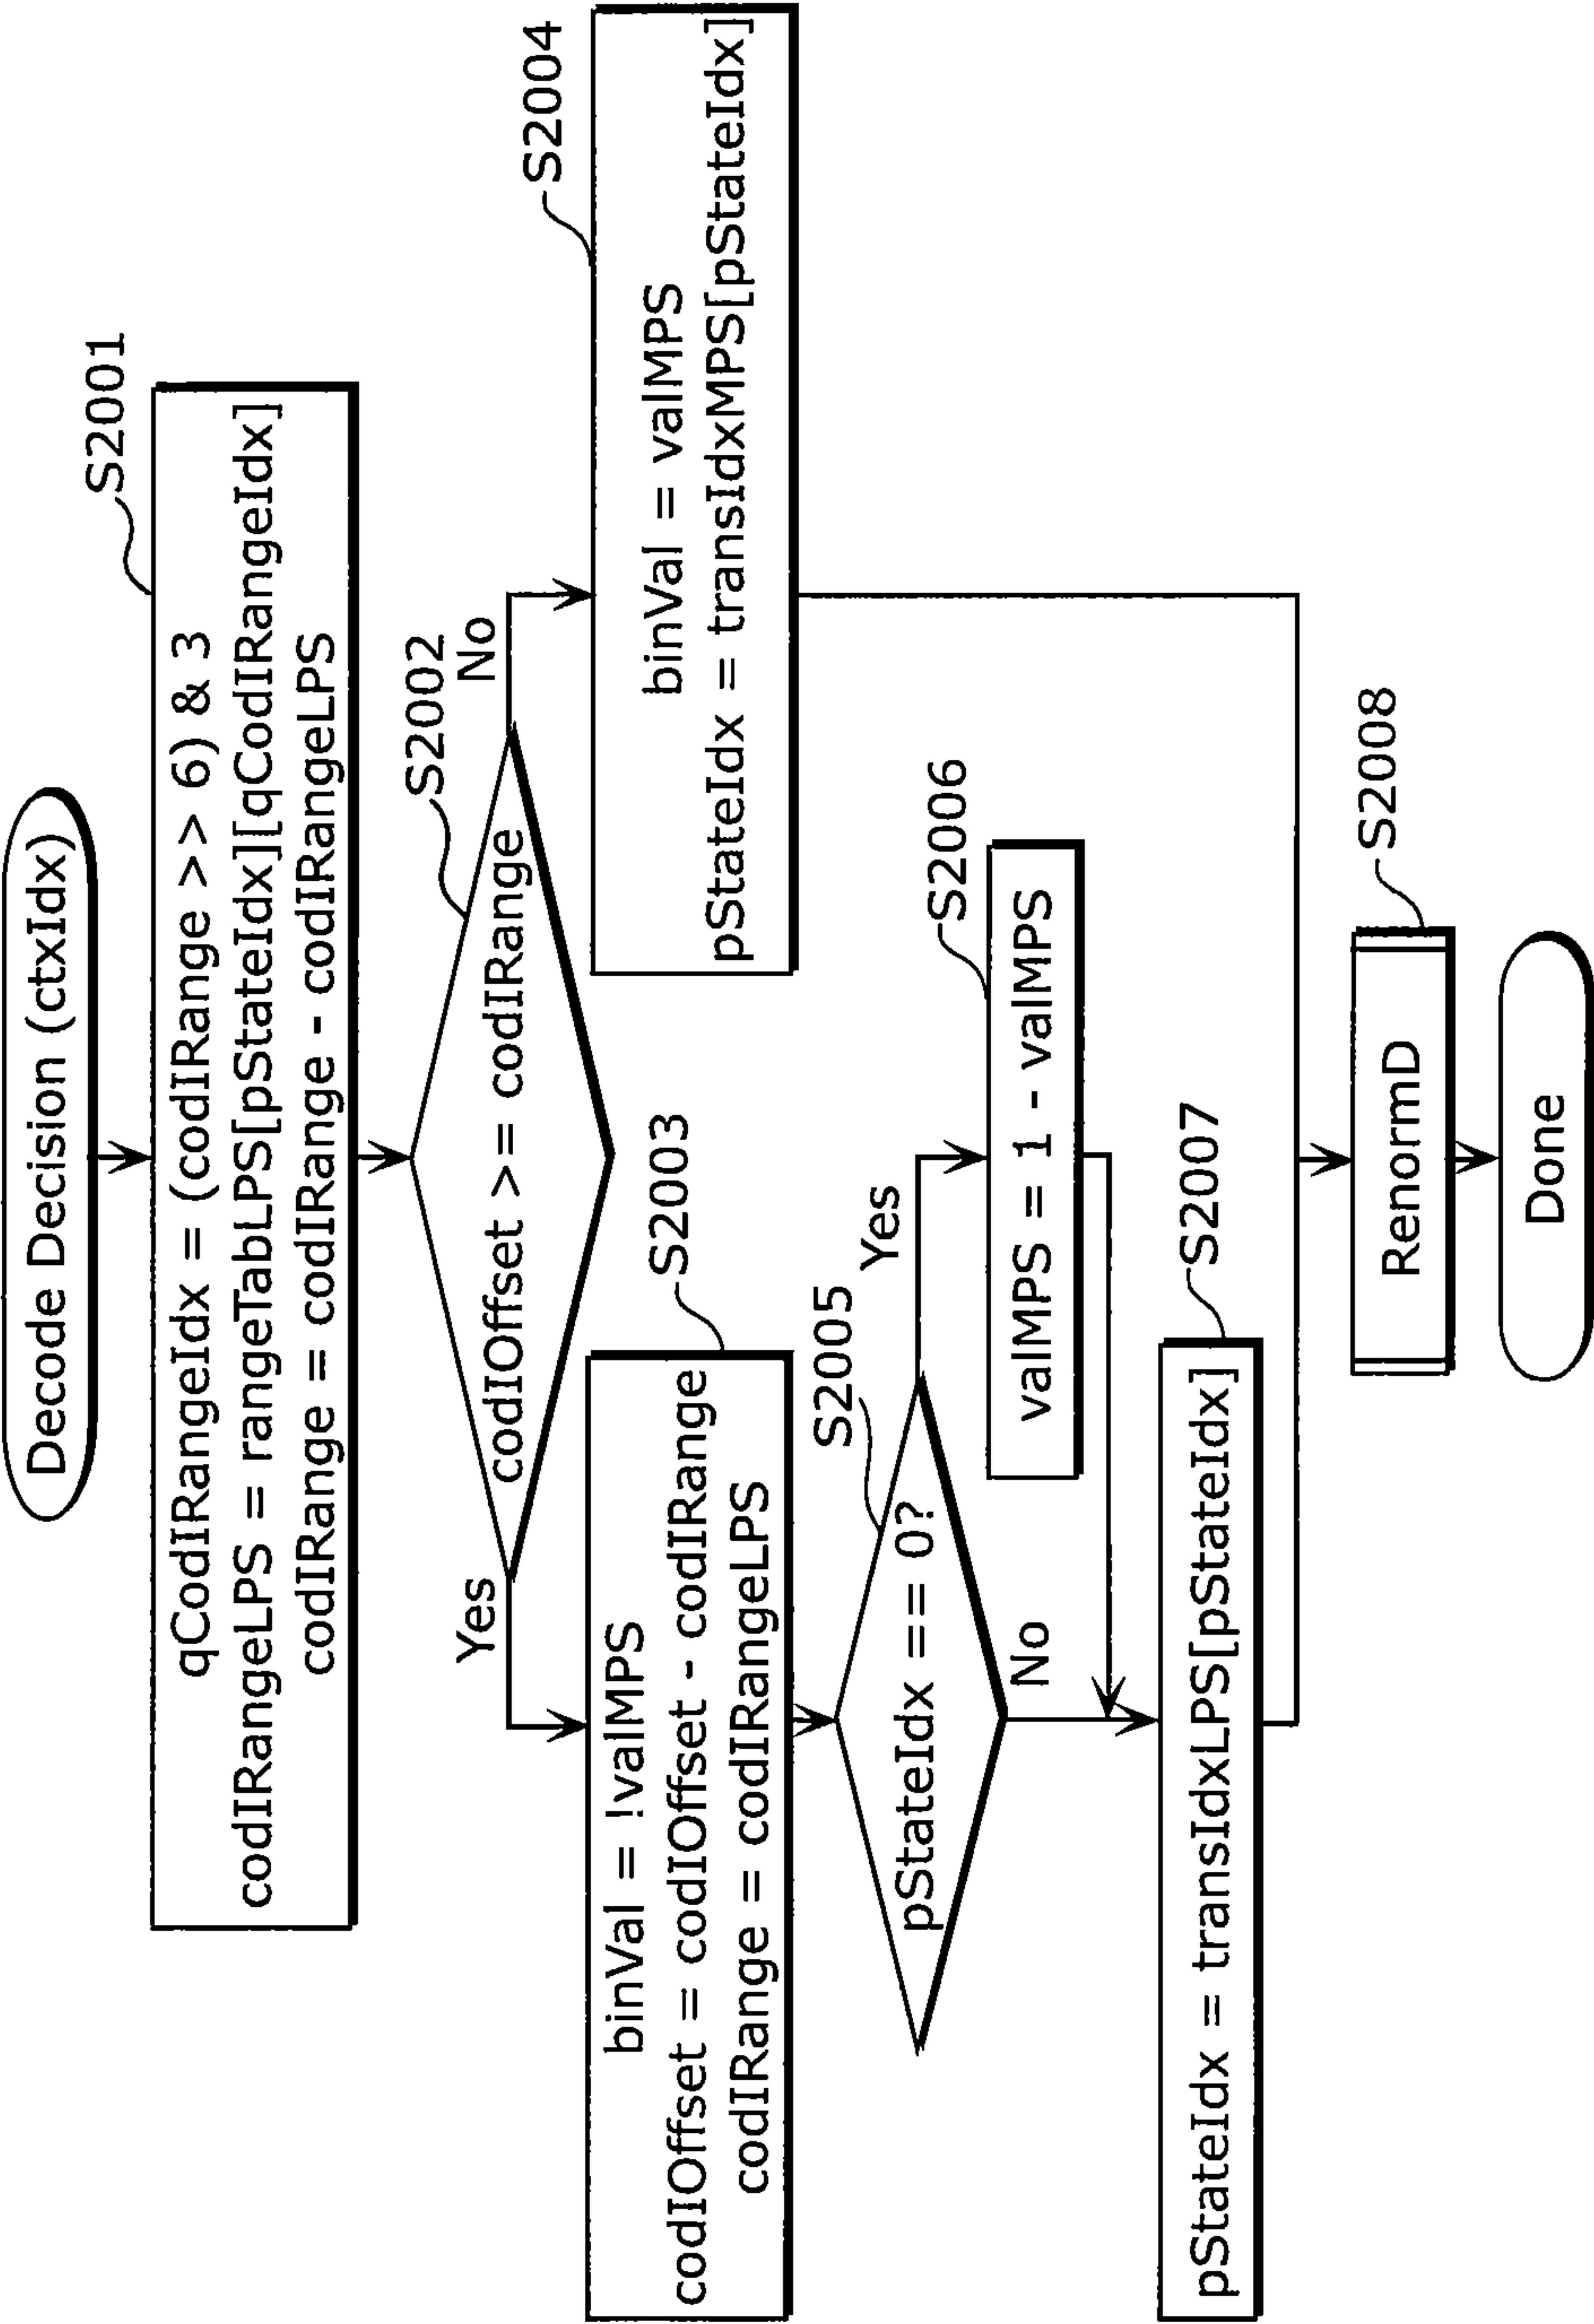 Decode Decision (ctxIdx)
S2001
qCodIRangeIdx = (codIRange >> 6) & 3
codIRangeLPS = rangeTabLPS[pStateIdx][qCodIRangeIdx]
codIRange = codIRange - codIRangeLPS
S2002
codIOffset >= codIRange
Yes
No
S2003
binVal = !valMPS
codIOffset = codIOffset - codIRange
codIRange = codIRangeLPS
S2004
binVal = valMPS
pStateIdx = transIdxMPS[pStateIdx]
S2005
pStateIdx == 0?
Yes
No
S2006
valMPS = 1 - valMPS
S2007
pStateIdx = transIdxLPS[pStateIdx]
S2008
RenormD
Done